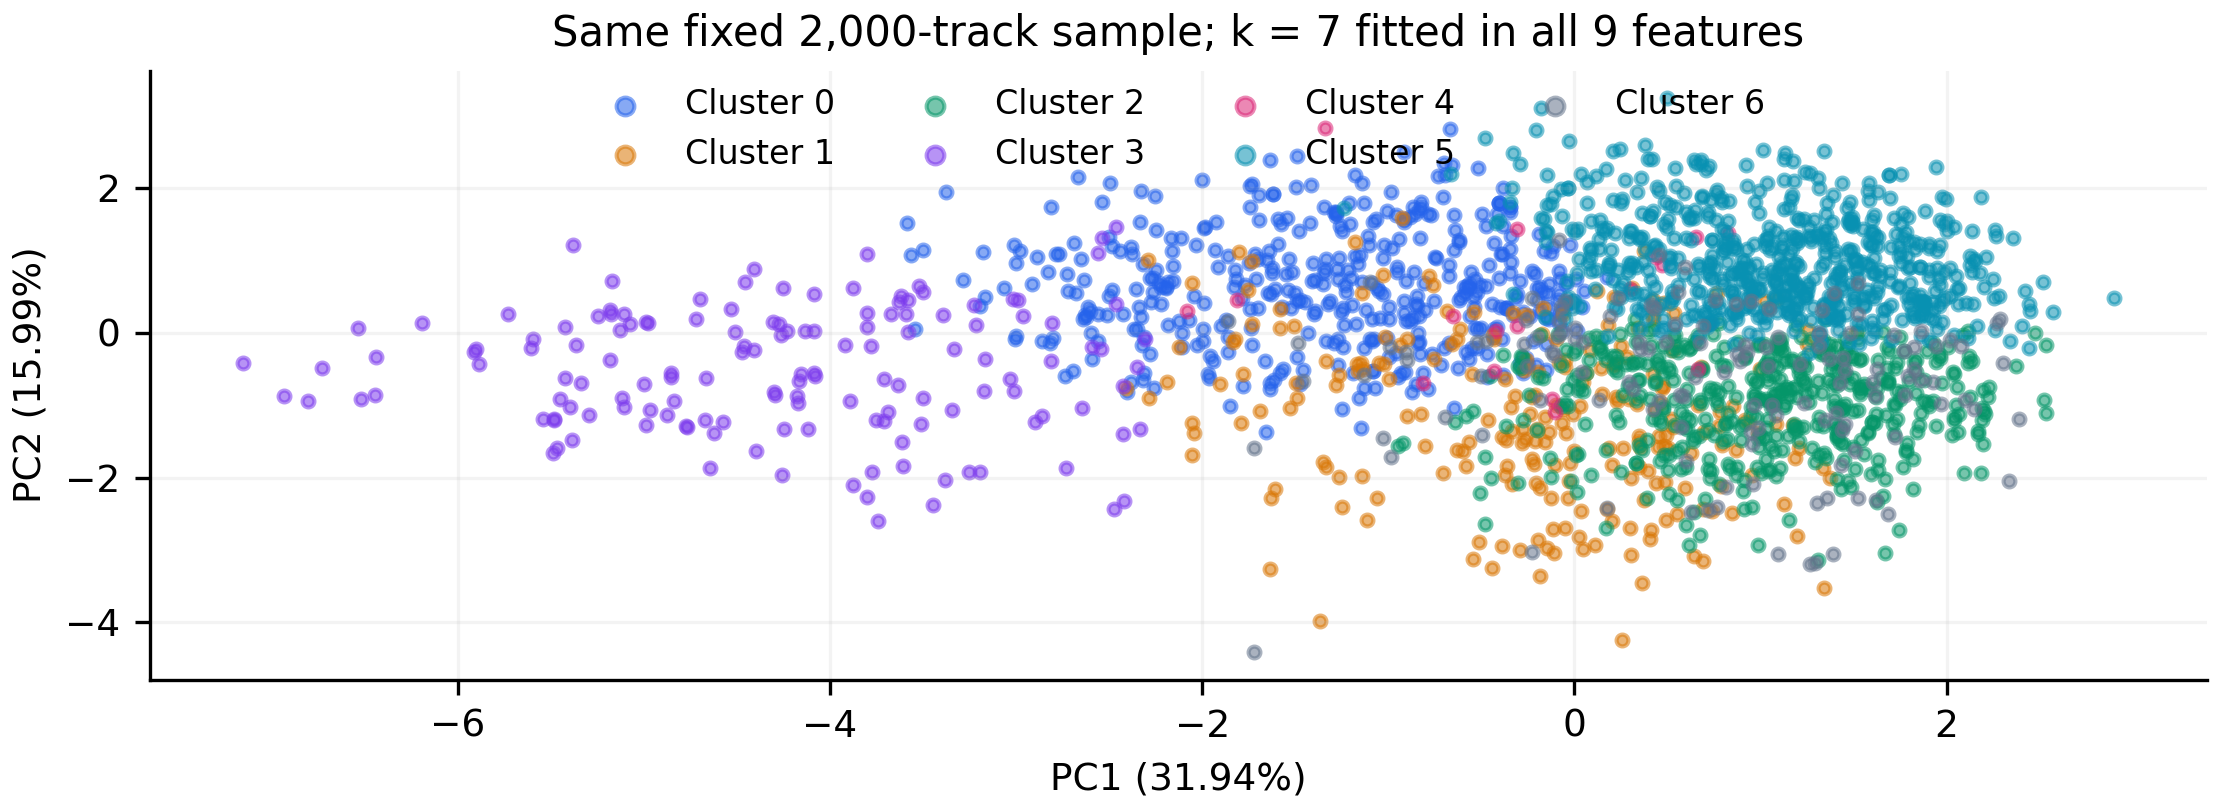 Same fixed 2,000-track sample; k = 7 fitted in all 9 features
Cluster 0 Cluster 2 Cluster 4 Cluster 6
Cluster 1 Cluster 3 Cluster 5
2
0
−2
−4
PC2 (15.99%)
−6 −4 −2 0 2
PC1 (31.94%)